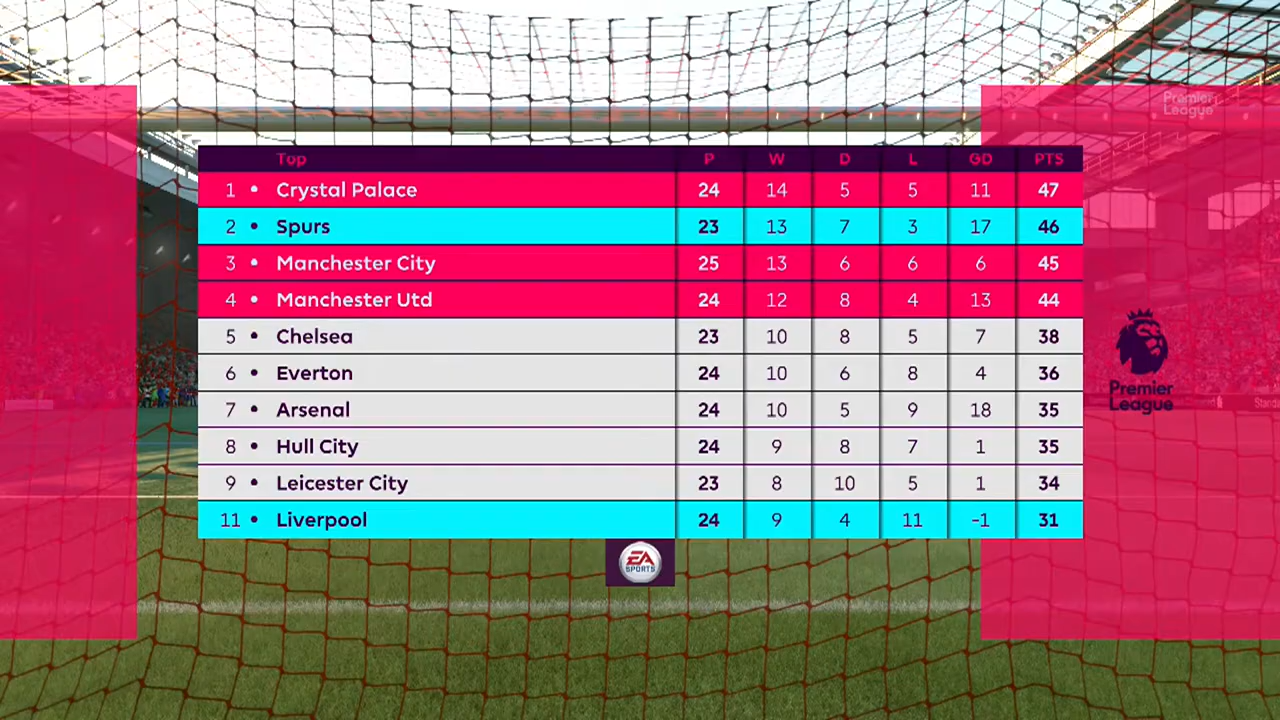 Premier
League
Top P W D L GD PTS
1 • Crystal Palace 24 14 5 5 11 47
2 • Spurs 23 13 7 3 17 46
3 • Manchester City 25 13 6 6 6 45
4 • Manchester Utd 24 12 8 4 13 44
5 • Chelsea 23 10 8 5 7 38
6 • Everton 24 10 6 8 4 36
7 • Arsenal 24 10 5 9 18 35
8 • Hull City 24 9 8 7 1 35
9 • Leicester City 23 8 10 5 1 34
11 • Liverpool 24 9 4 11 -1 31
Premier
League
EA
SPORTS